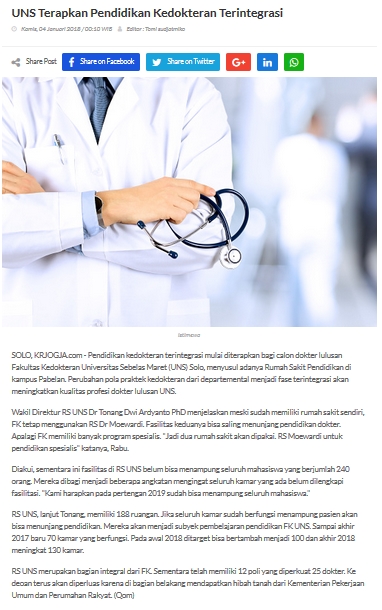 UNS Terapkan Pendidikan Kedokteran Terintegrasi
Kamis, 04 Januari 2018 / 00:10 WIB Editor : Tomi sudjatmiko
Share Post
Share on Facebook
Share on Twitter
Istimewa
SOLO, KRJOGJA.com - Pendidikan kedokteran terintegrasi mulai diterapkan bagi calon dokter lulusan
Fakultas Kedokteran Universitas Sebelas Maret (UNS) Solo, menyusul adanya Rumah Sakit Pendidikan di
kampus Pabelan. Perubahan pola praktek kedokteran dari departemental menjadi fase terintegrasi akan
meningkatkan kualitas profesi dokter lulusan UNS.
Wakil Direktur RS UNS Dr Tonang Dwi Ardyanto PhD menjelaskan meski sudah memiliki rumah sakit sendiri,
FK tetap menggunakan RS Dr Moewardi. Fasilitas keduanya bisa saling menunjang pendidikan dokter.
Apalagi FK memiliki banyak program spesialis. "Jadi dua rumah sakit akan dipakai. RS Moewardi untuk
pendidikan spesialis" katanya, Rabu.
Diakui, sementara ini fasilitas di RS UNS belum bisa menampung seluruh mahasiswa yang berjumlah 240
orang. Mereka dibagi menjadi beberapa angkatan mengingat seluruh kamar yang ada belum dilengkapi
fasilitasi. "Kami harapkan pada pertengan 2019 sudah bisa menampung seluruh mahasiswa."
RS UNS, lanjut Tonang, memiliki 188 ruangan. Jika seluruh kamar sudah berfungsi menampung pasien akan
bisa menunjang pendidikan. Mereka akan menjadi subyek pembelajaran pendidikan FK UNS. Sampai akhir
2017 baru 70 kamar yang berfungsi. Pada awal 2018 ditarget bisa bertambah menjadi 100 dan akhir 2018
meningkat 130 kamar.
RS UNS merupakan bagian integral dari FK. Sementara telah memiliki 12 poli yang diperkuat 25 dokter. Ke
depan terus akan diperluas karena di bagian belakang mendapatkan hibah tanah dari Kementerian Pekerjaan
Umum dan Perumahan Rakyat. (Qom)